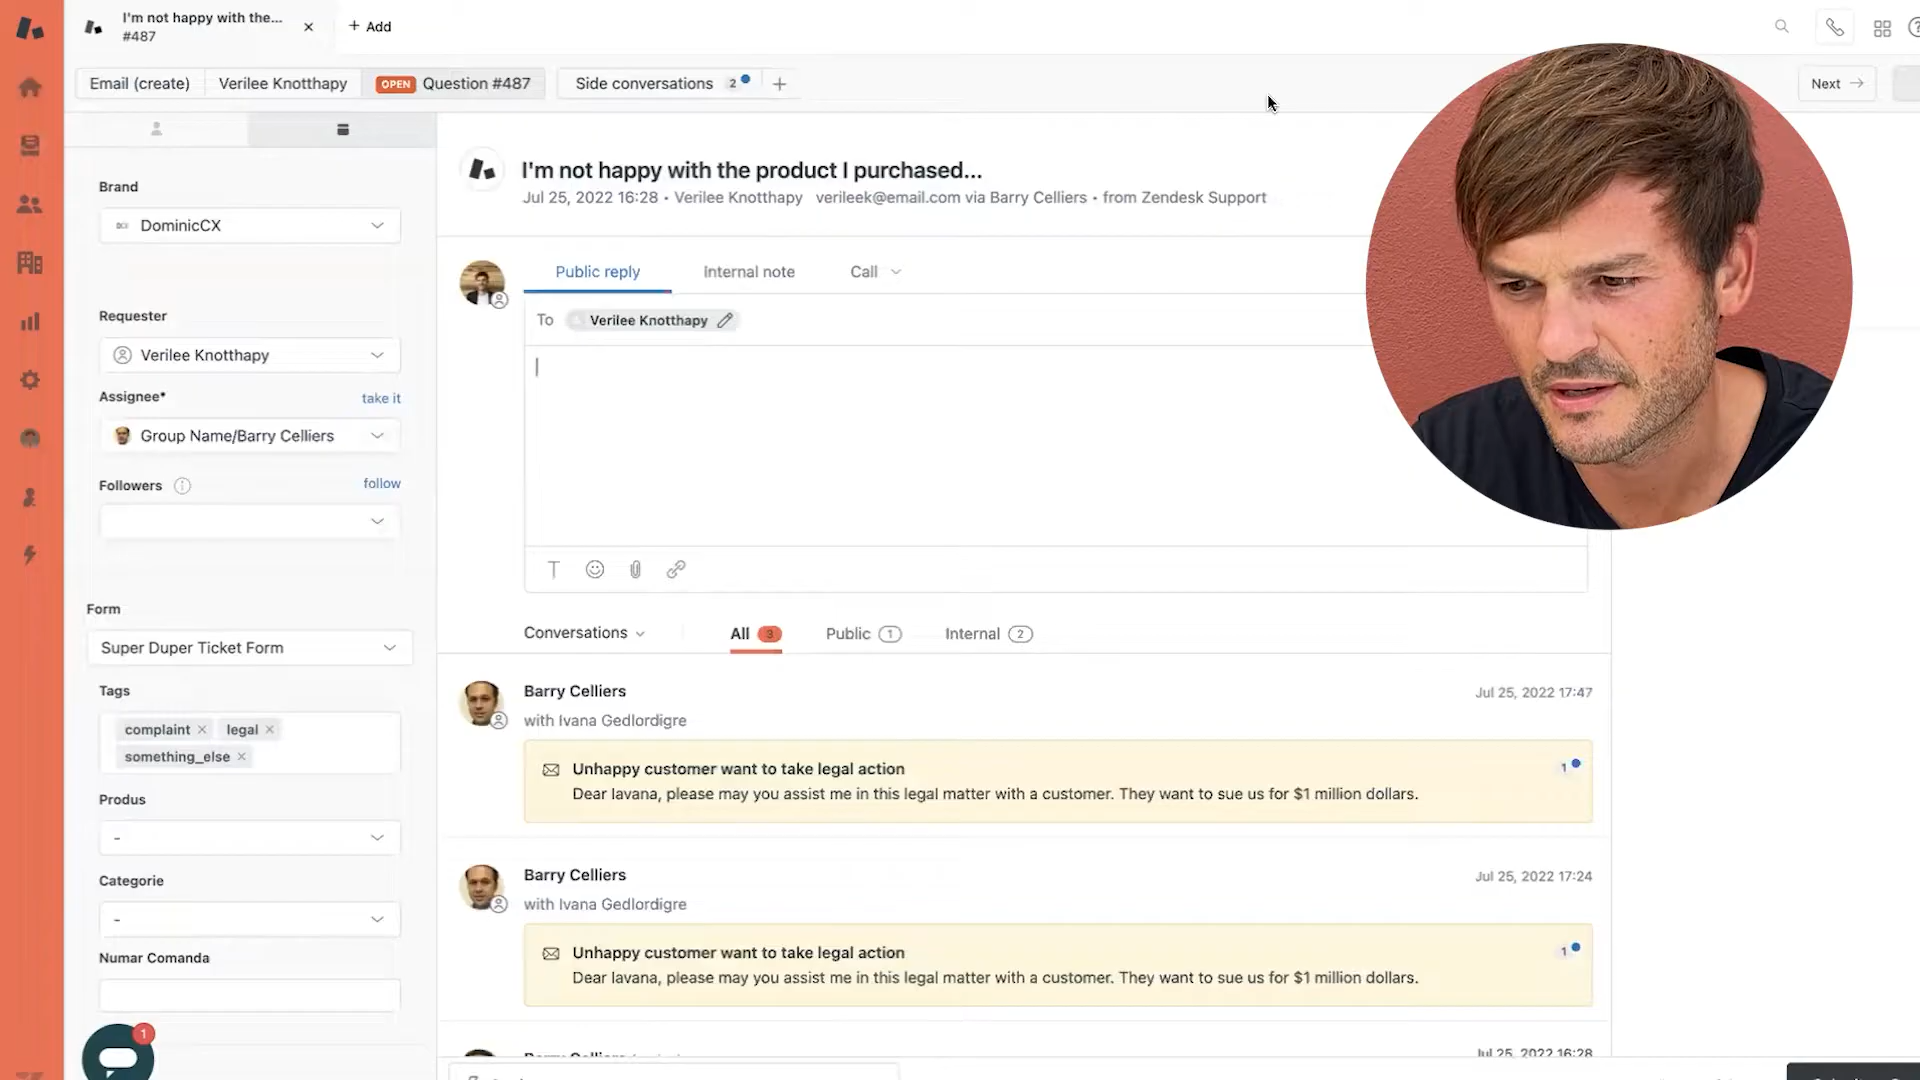 I'm not happy with the...
#487
+ Add
Email (create)
Verilee Knotthapy
OPEN Question #487
Side conversations 2
Next
Brand
DominicCX
Requester
Verilee Knotthapy
Assignee*
take it
Group Name/Barry Celliers
Followers
follow
Form
Super Duper Ticket Form
Tags
complaint
legal
something_else
Produs
-
Categorie
-
Numar Comanda
1
I'm not happy with the product I purchased...
Jul 25, 2022 16:28 • Verilee Knotthapy verileek@email.com via Barry Celliers • from Zendesk Support
Public reply
Internal note
Call
To Verilee Knotthapy
Conversations
All 3
Public 1
Internal 2
Barry Celliers
Jul 25, 2022 17:47
with Ivana Gedlordigre
Unhappy customer want to take legal action
1
Dear Iavana, please may you assist me in this legal matter with a customer. They want to sue us for $1 million dollars.
Barry Celliers
Jul 25, 2022 17:24
with Ivana Gedlordigre
Unhappy customer want to take legal action
1
Dear Iavana, please may you assist me in this legal matter with a customer. They want to sue us for $1 million dollars.
Barry Celliers
Jul 25, 2022 16:28